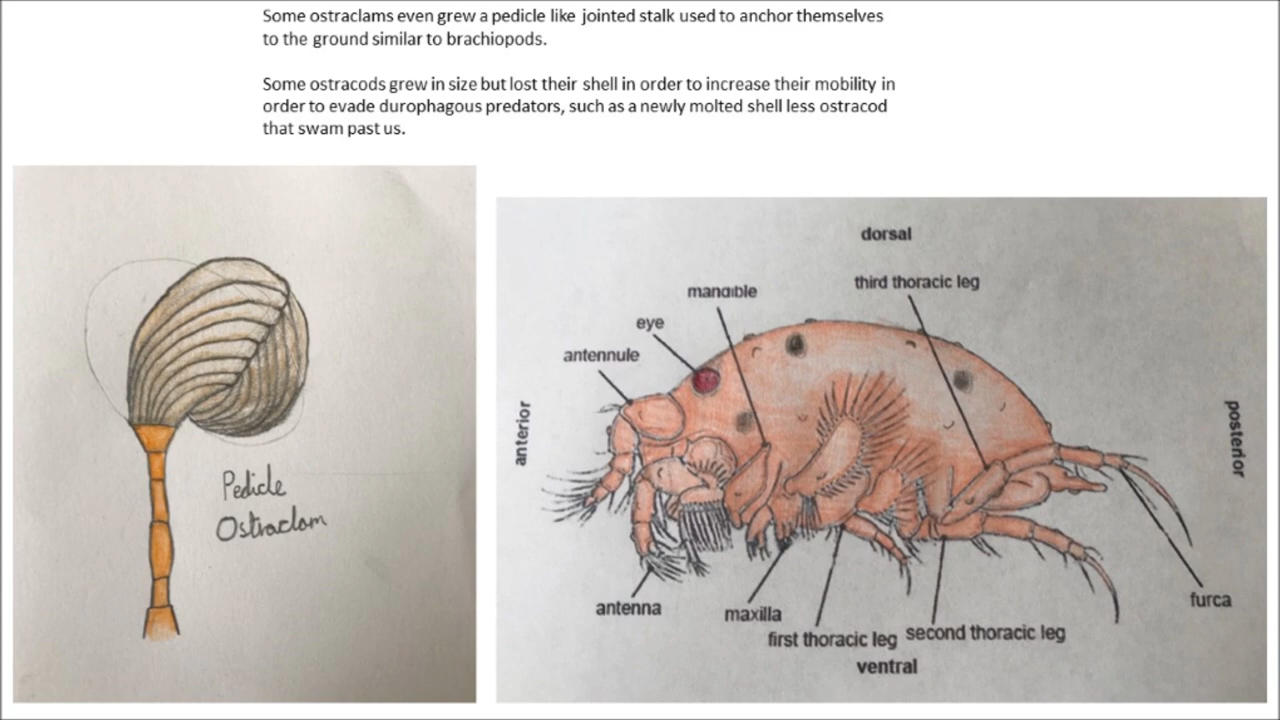 Some ostraclams even grew a pedicle like jointed stalk used to anchor themselves
to the ground similar to brachiopods.
Some ostracods grew in size but lost their shell in order to increase their mobility in
order to evade durophagous predators, such as a newly molted shell less ostracod
that swam past us.
Pedicle
Ostraclam
dorsal
third thoracic leg
mandible
eye
antennule
anterior
posterior
antenna
maxilla
first thoracic leg
second thoracic leg
furca
ventral